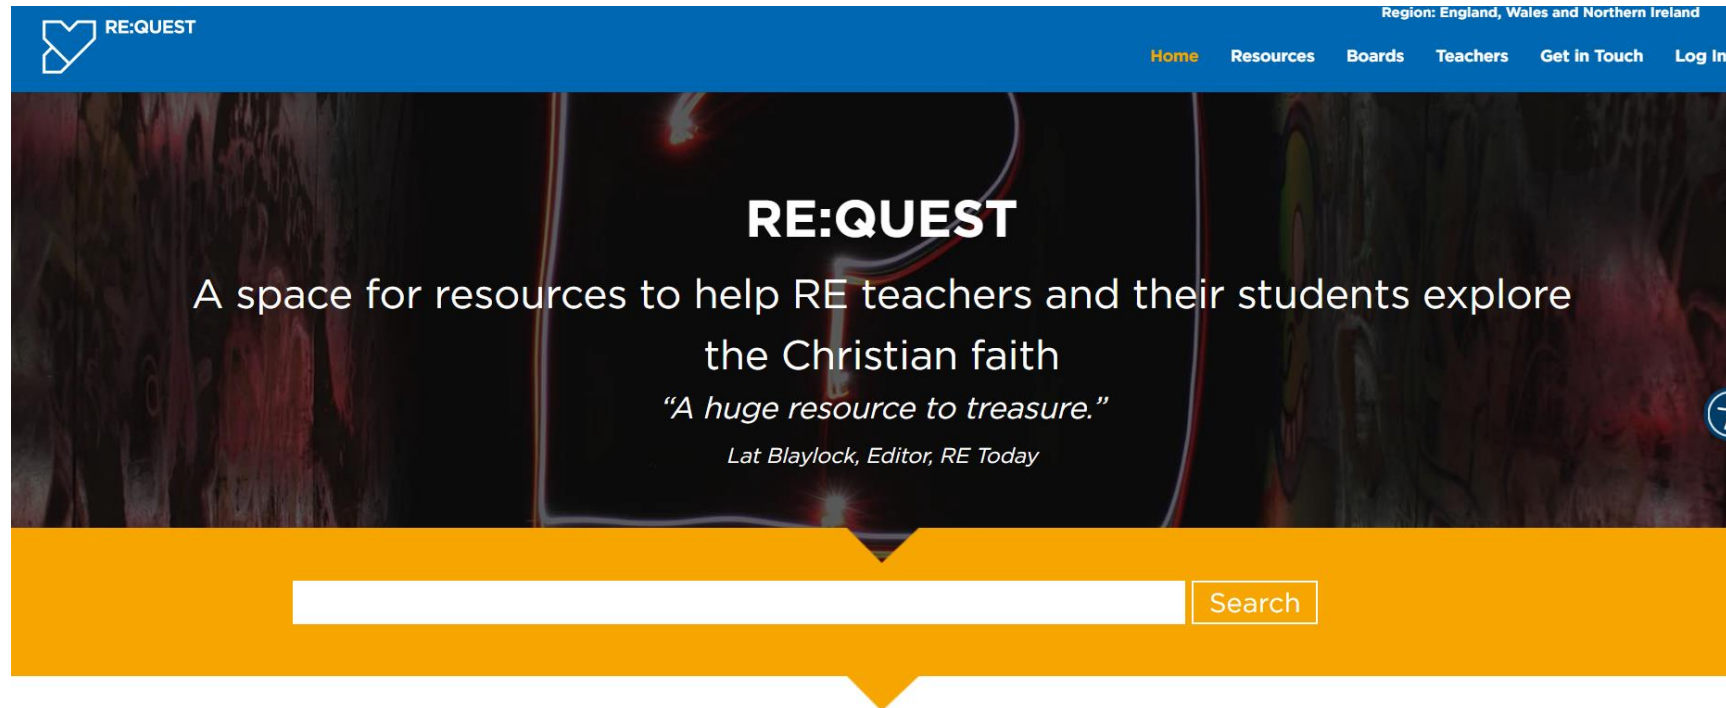 RE:QUEST
Region: England, Wales and Northern Ireland
Home Resources Boards Teachers Get in Touch Log In
RE:QUEST
A space for resources to help RE teachers and their students explore
the Christian faith
“A huge resource to treasure.”
Lat Blaylock, Editor, RE Today
Search